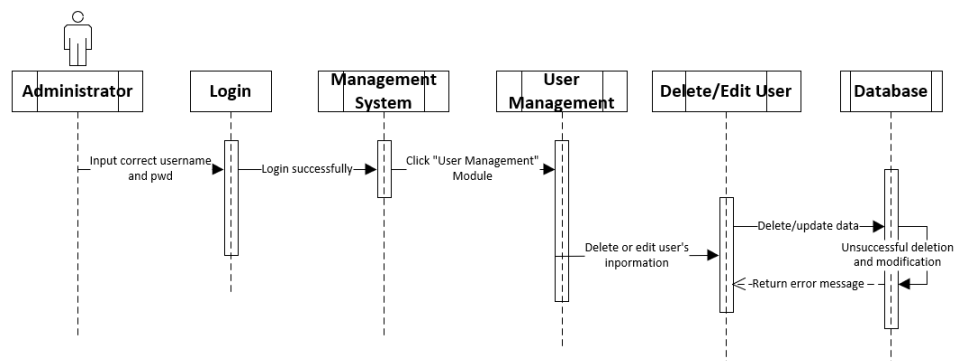 Administrator
Login
Management
System
User
Management
Delete/Edit User
Database
Input correct username
and pwd
Login successfully
Click "User Management"
Module
Delete/update data
Delete or edit user's
inpormation
Unsuccessful deletion
and modification
Return error message